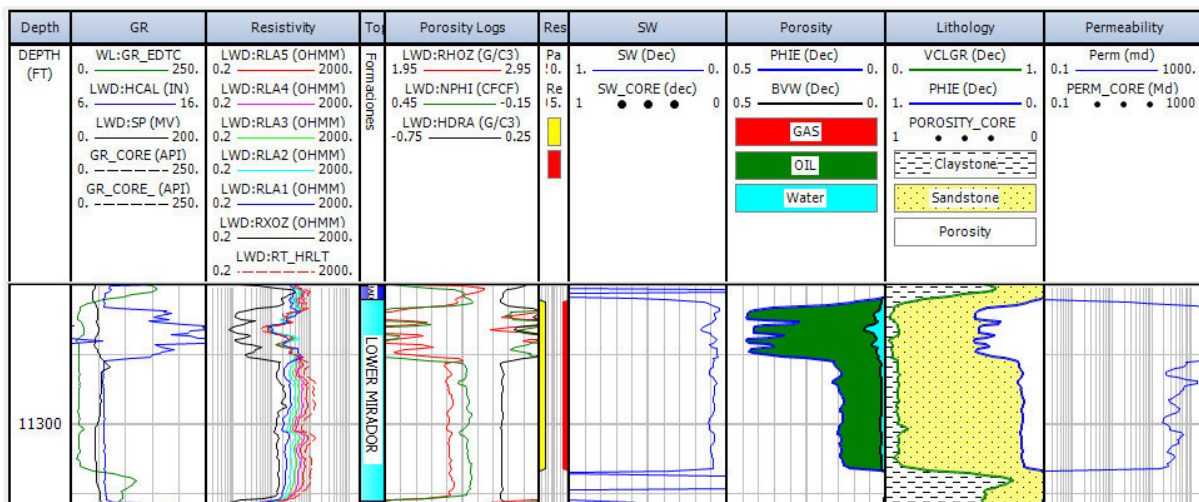 Depth
GR
Resistivity
Top
Porosity Logs
Res
SW
Porosity
Lithology
Permeability
DEPTH
(FT)
WL:GR_EDTC
0. 250.
LWD:HCAL (IN)
6. 16.
LWD:SP (MV)
0. 200.
GR_CORE (API)
0. 250.
GR_CORE_ (API)
0. 250.
LWD:RLA5 (OHMM)
0.2 2000.
LWD:RLA4 (OHMM)
0.2 2000.
LWD:RLA3 (OHMM)
0.2 2000.
LWD:RLA2 (OHMM)
0.2 2000.
LWD:RLA1 (OHMM)
0.2 2000.
LWD:RXOZ (OHMM)
0.2 2000.
LWD:RT_HRLT
0.2 2000.
Formaciones
LWD:RHOZ (G/C3)
1.95 2.95
LWD:NPHI (CFCF)
0.45 -0.15
LWD:HDRA (G/C3)
-0.75 0.25
Pa
Re
SW (Dec)
1. 0.
SW_CORE (dec)
1 0
PHIE (Dec)
0.5 0.
BVW (Dec)
0.5 0.
GAS
OIL
Water
VCLGR (Dec)
0. 1.
PHIE (Dec)
1. 0.
POROSITY_CORE
1 0
Claystone
Sandstone
Porosity
Perm (md)
0.1 1000.
PERM_CORE (Md)
0.1 1000
LOWER MIRADOR
11300